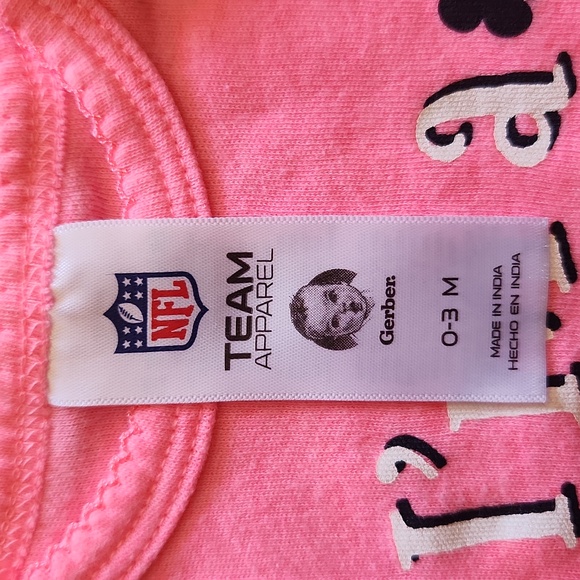 NFL
TEAM
APPAREL
Gerber.
0-3 M
MADE IN INDIA
HECHO EN INDIA